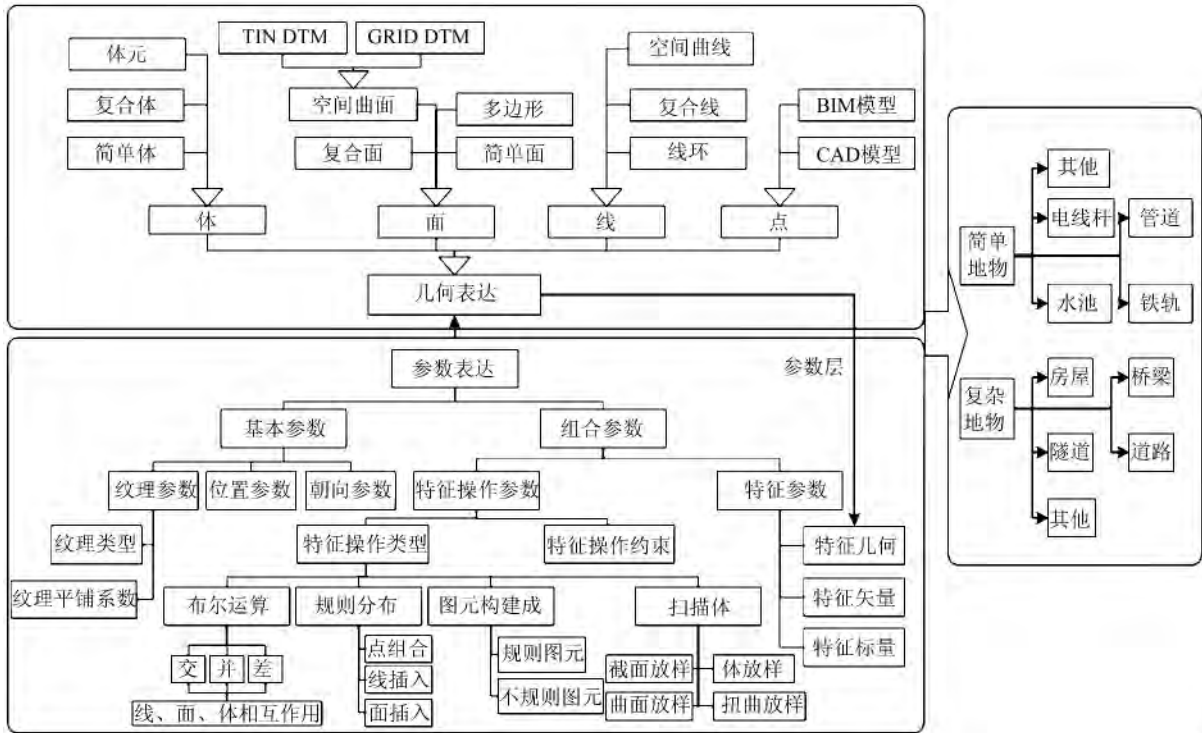 TIN DTM
GRID DTM
体元
空间曲线
复合体
空间曲面
多边形
复合线
BIM模型
简单体
复合面
简单面
线环
CAD模型
体
面
线
点
几何表达
其他
电线杆
管道
简单
地物
水池
铁轨
参数表达
参数层
房屋
桥梁
复杂
地物
隧道
道路
其他
基本参数
组合参数
纹理参数
位置参数
朝向参数
特征操作参数
特征参数
纹理类型
特征操作类型
特征操作约束
特征几何
纹理平铺系数
布尔运算
规则分布
图元构建成
扫描体
特征矢量
特征标量
交
并
差
点组合
线插入
面插入
规则图元
不规则图元
截面放样
体放样
曲面放样
扭曲放样
线、面、体相互作用